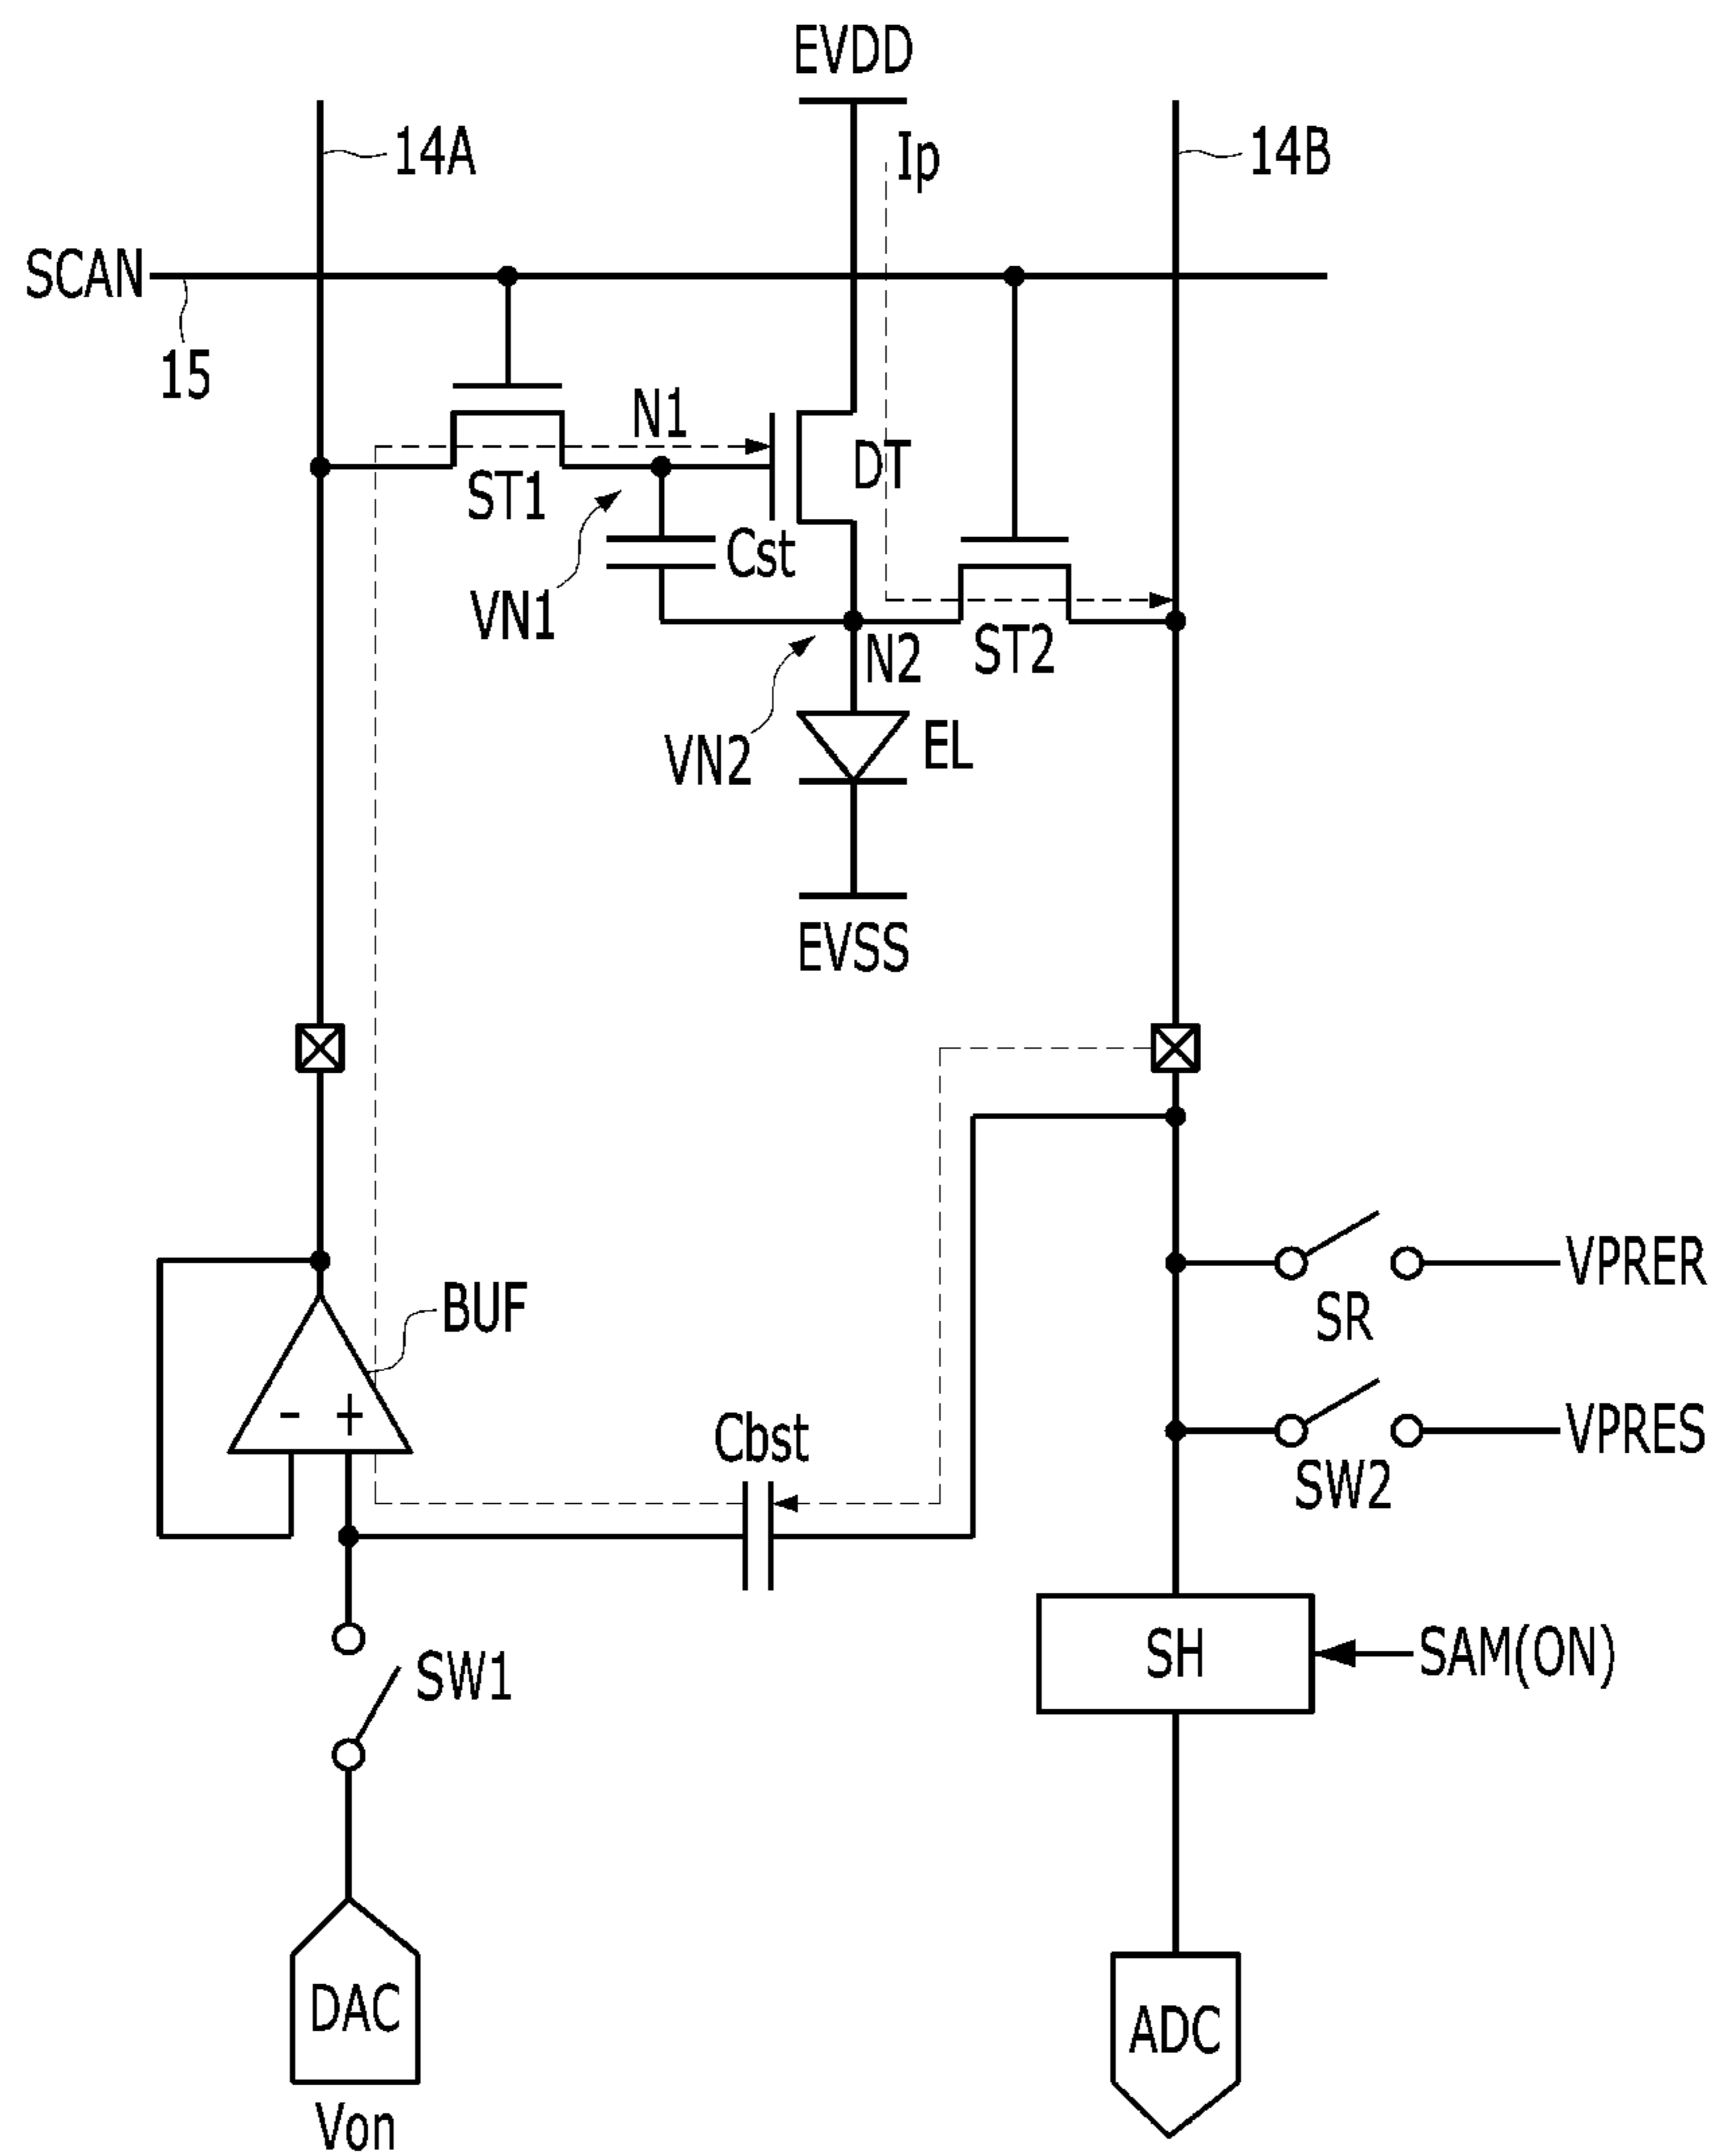 EVDD
14A
Ip
14B
SCAN
15
N1
DT
ST1
Cst
VN1
N2
ST2
VN2
EL
EVSS
BUF
VPRER
SR
- +
Cbst
VPRES
SW2
SW1
SH
SAM(ON)
DAC
ADC
Von